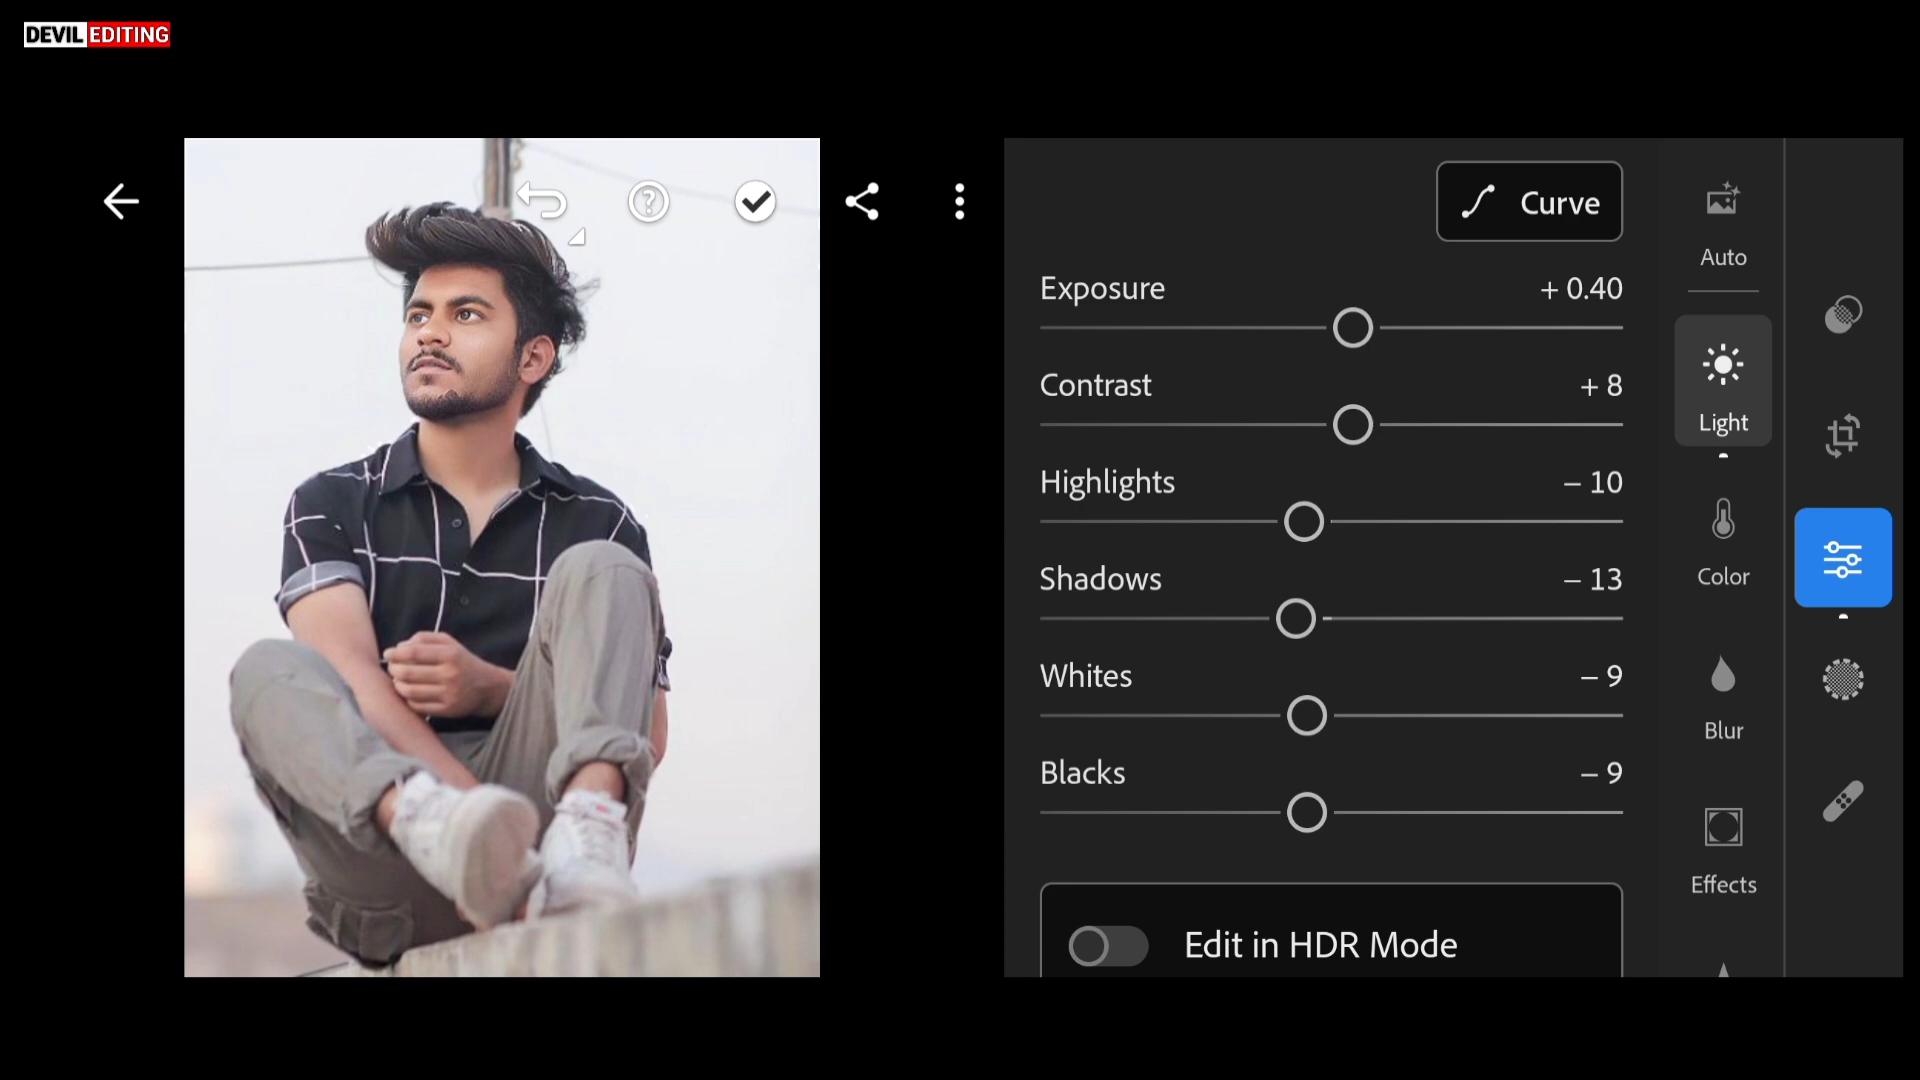 DEVIL EDITING
Curve
Exposure + 0.40
Contrast + 8
Highlights – 10
Shadows – 13
Whites – 9
Blacks – 9
Edit in HDR Mode
Auto
Light
Color
Blur
Effects